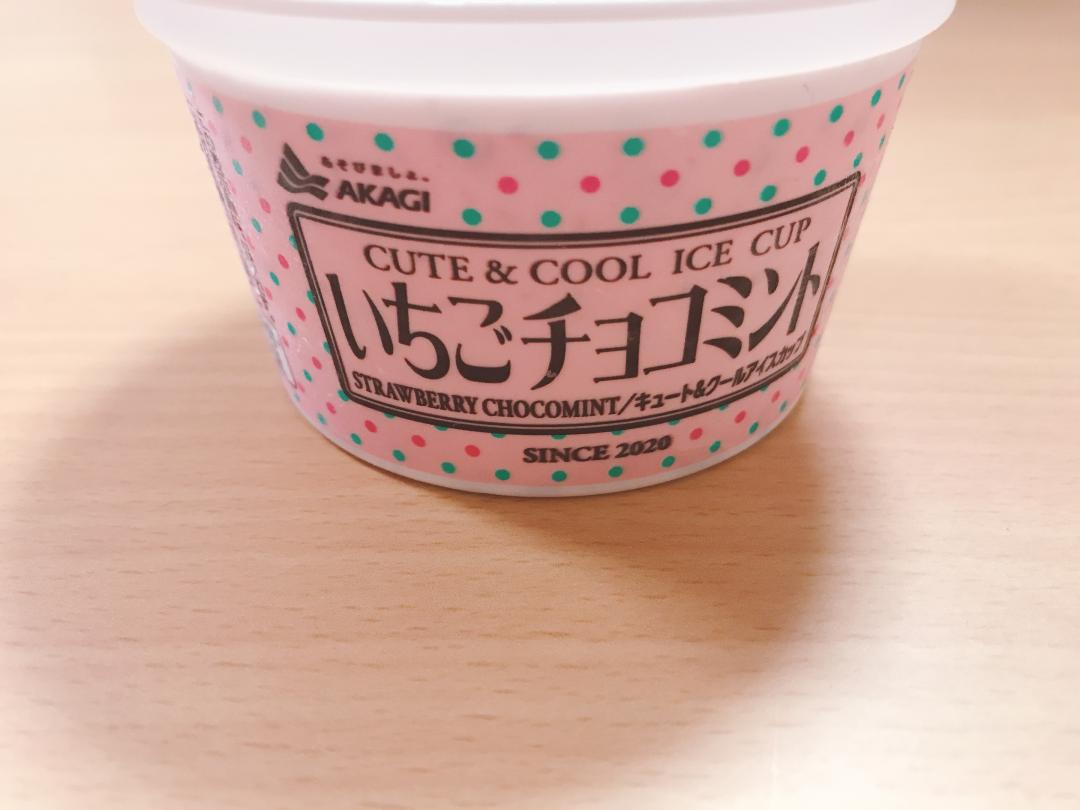 あそびましょ。
AKAGI
CUTE & COOL ICE CUP
いちごチョコミント
STRAWBERRY CHOCOMINT/キュート&クールアイスカップ
SINCE 2020